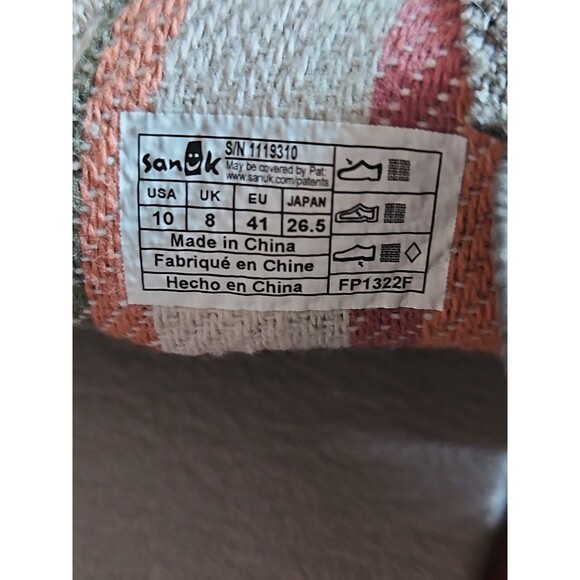 sanuk
S/N 1119310
May be covered by Pat:
www.sanuk.com/patents
USA UK EU JAPAN
10 8 41 26.5
Made in China
Fabriqué en Chine
Hecho en China
FP1322F